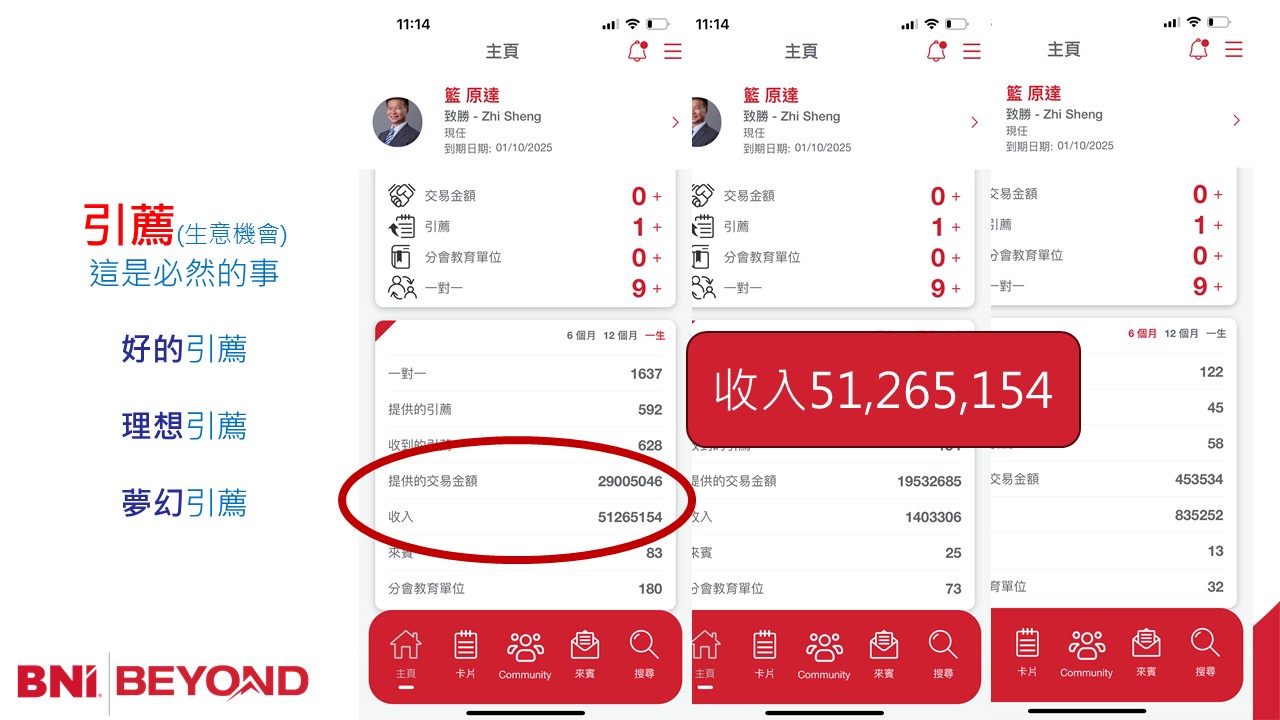 引薦(生意機會)
這是必然的事
好的引薦
理想引薦
夢幻引薦
BNI BEYOND
11:14
主頁
籃 原達
致勝 - Zhi Sheng
現任
到期日期: 01/10/2025
交易金額 0 +
引薦 1 +
分會教育單位 0 +
一對一 9 +
6 個月 12 個月 一生
一對一 1637
提供的引薦 592
收到的引薦 628
提供的交易金額 29005046
收入 51265154
來賓 83
分會教育單位 180
主頁 卡片 Community 來賓 搜尋
11:14
主頁
籃 原達
致勝 - Zhi Sheng
現任
到期日期: 01/10/2025
交易金額 0 +
引薦 1 +
分會教育單位 0 +
一對一 9 +
收入51,265,154
提供的交易金額 19532685
收入 1403306
來賓 25
分會教育單位 73
主頁 卡片 Community 來賓 搜尋
主頁
籃 原達
致勝 - Zhi Sheng
現任
到期日期: 01/10/2025
交易金額 0 +
引薦 1 +
分會教育單位 0 +
一對一 9 +
6 個月 12 個月 一生
122
45
58
交易金額 453534
835252
13
育單位 32
卡片 Community 來賓 搜尋